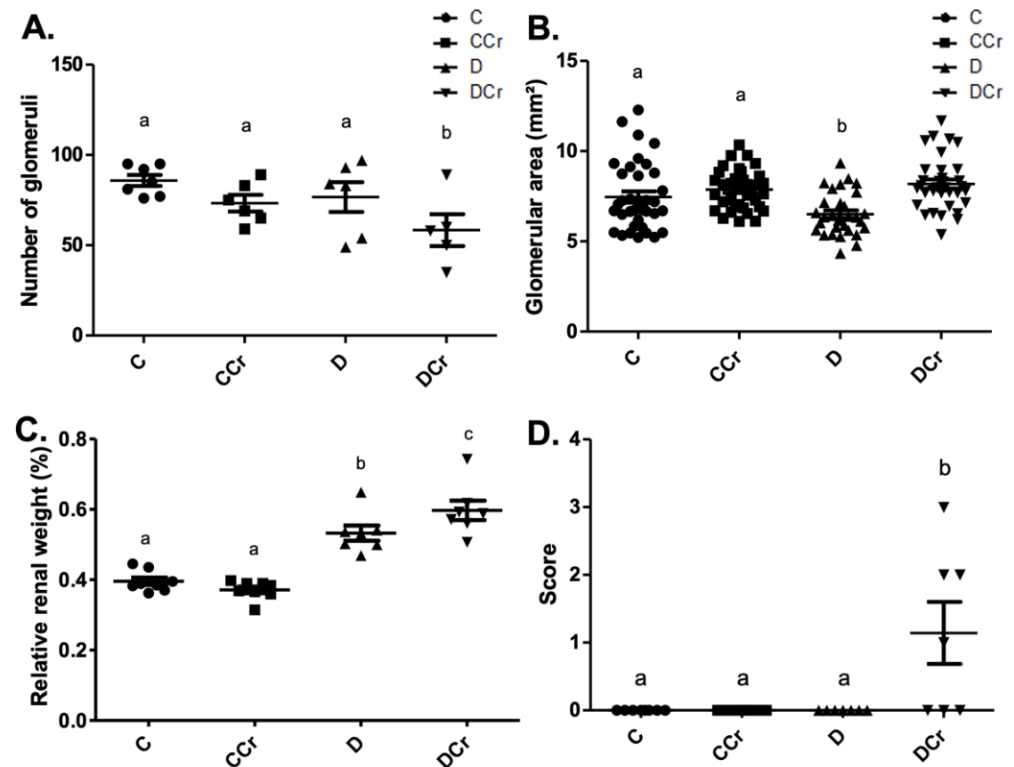 A.
C
CCr
D
DCr
Number of glomeruli
150
100
50
0
a
a
a
b
C
CCr
D
DCr
B.
C
CCr
D
DCr
Glomerular area (mm²)
15
10
5
0
a
a
b
C
CCr
D
DCr
C.
Relative renal weight (%)
0.8
0.6
0.4
0.2
0.0
a
a
b
c
C
CCr
D
DCr
D.
Score
4
3
2
1
0
a
a
a
b
C
CCr
D
DCr